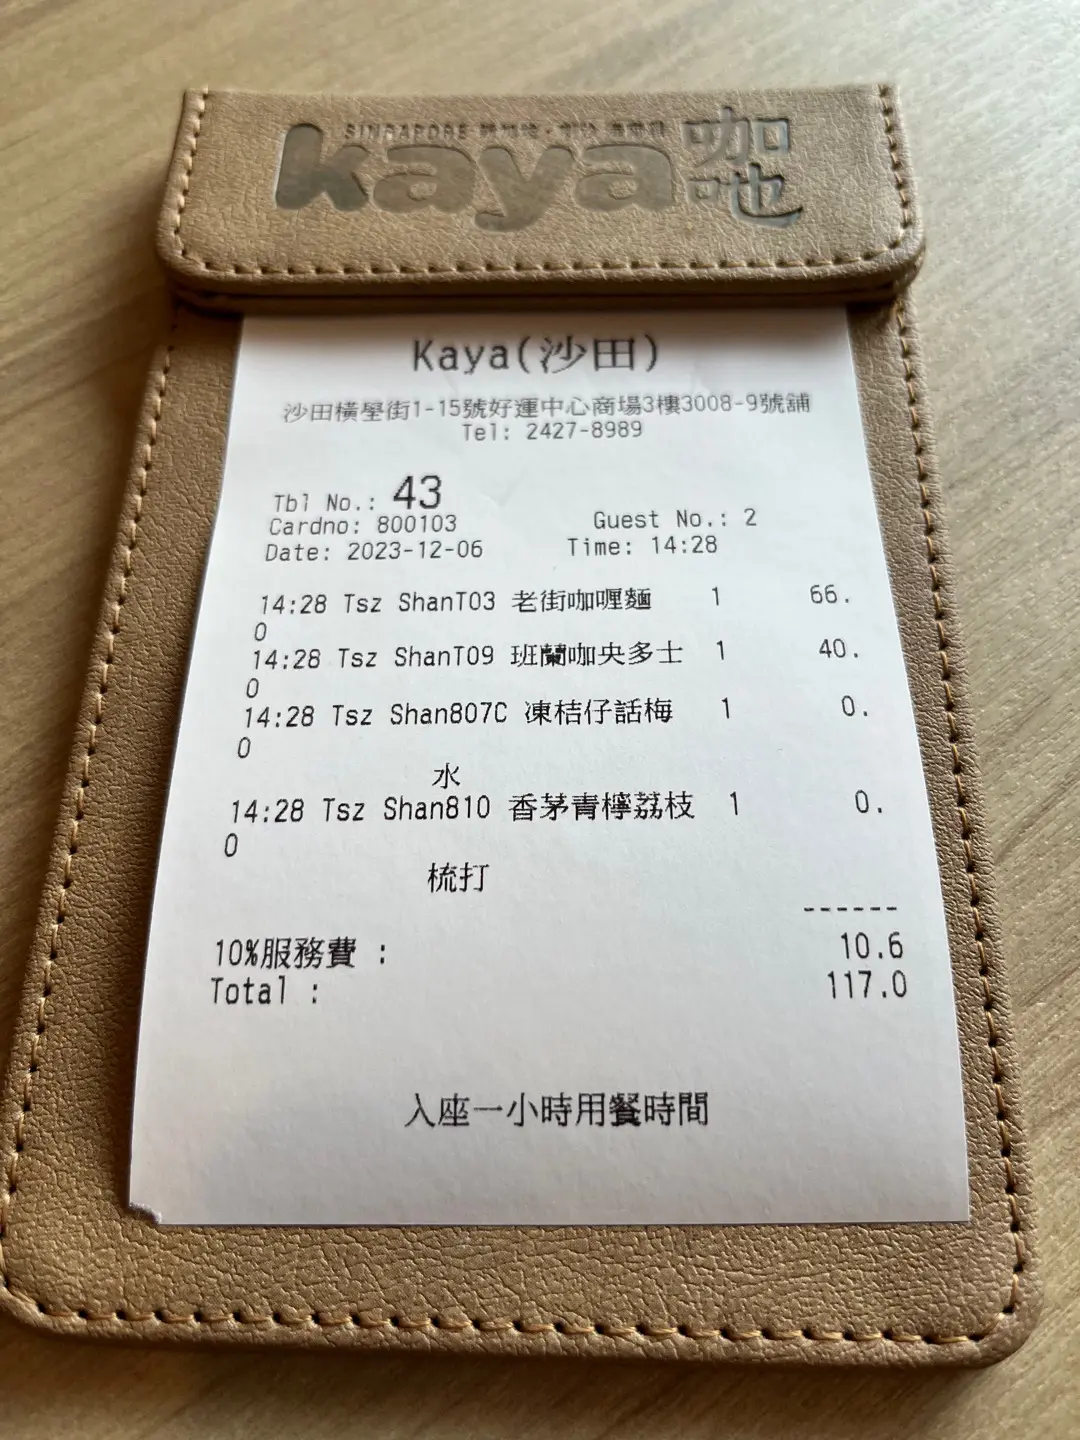 kaya 咖吔
SINGAPORE
Kaya(沙田)
沙田橫壆街1-15號好運中心商場3樓3008-9號舖
Tel: 2427-8989
Tbl No.: 43
Cardno: 800103 Guest No.: 2
Date: 2023-12-06 Time: 14:28
14:28 Tsz ShanT03 老街咖喱麵 1 66.
0
14:28 Tsz ShanT09 班蘭咖央多士 1 40.
0
14:28 Tsz Shan807C 凍桔仔話梅 1 0.
0
水
14:28 Tsz Shan810 香茅青檸荔枝 1 0.
0
梳打
------
10%服務費 : 10.6
Total : 117.0
入座一小時用餐時間